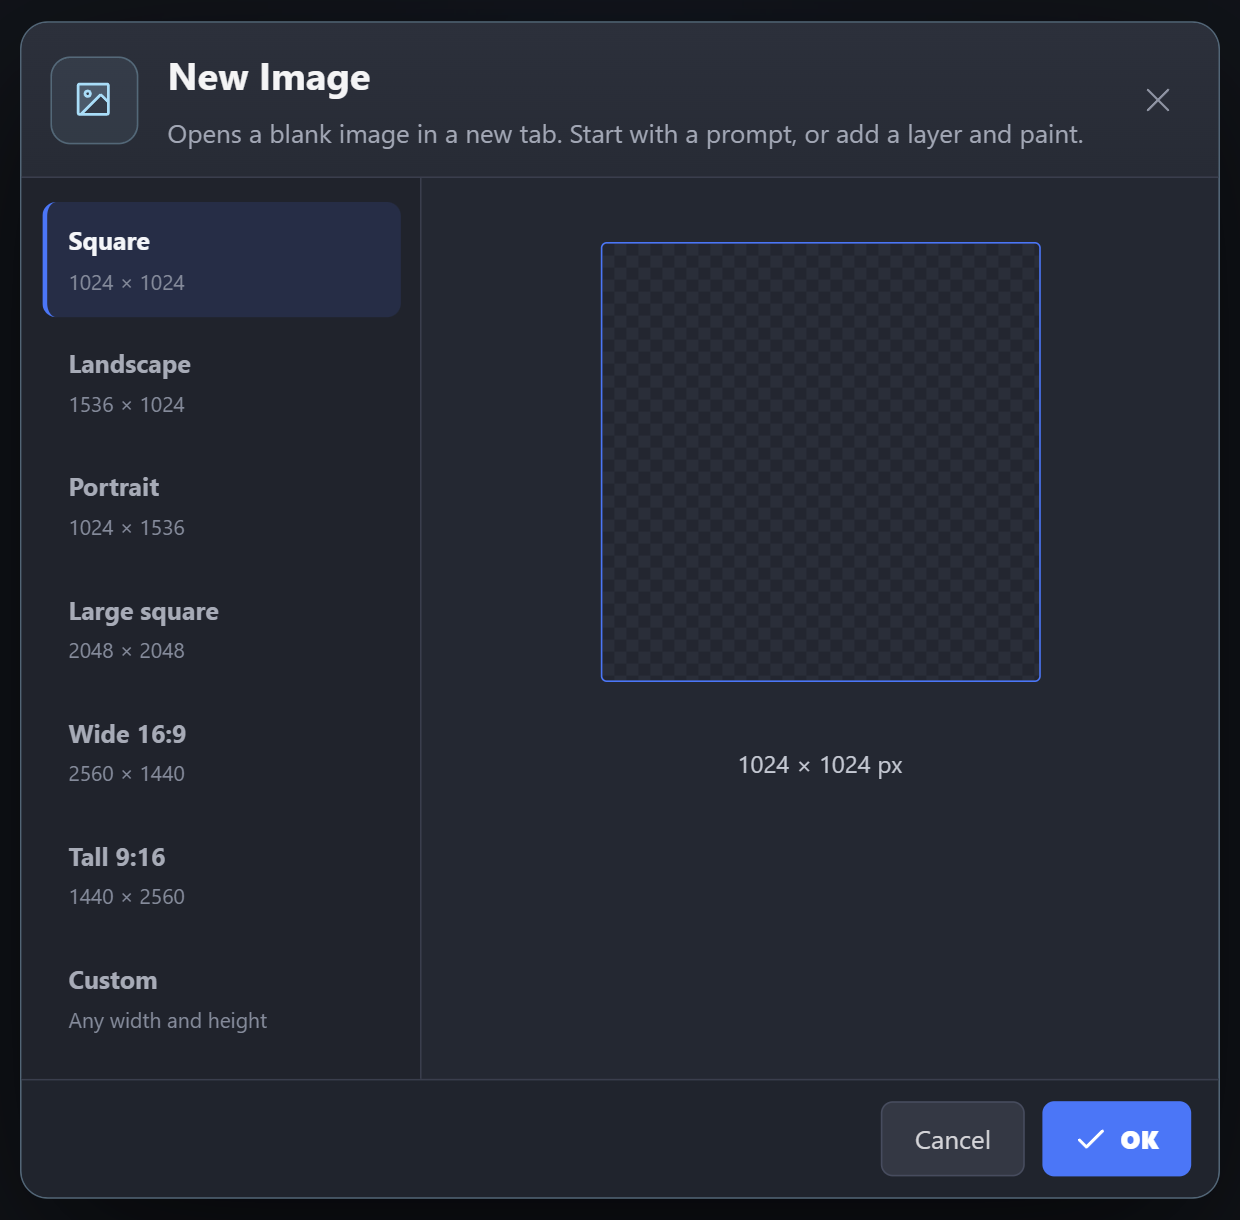 New Image
Opens a blank image in a new tab. Start with a prompt, or add a layer and paint.
Square
1024 × 1024
Landscape
1536 × 1024
Portrait
1024 × 1536
Large square
2048 × 2048
Wide 16:9
2560 × 1440
Tall 9:16
1440 × 2560
Custom
Any width and height
1024 × 1024 px
Cancel
OK